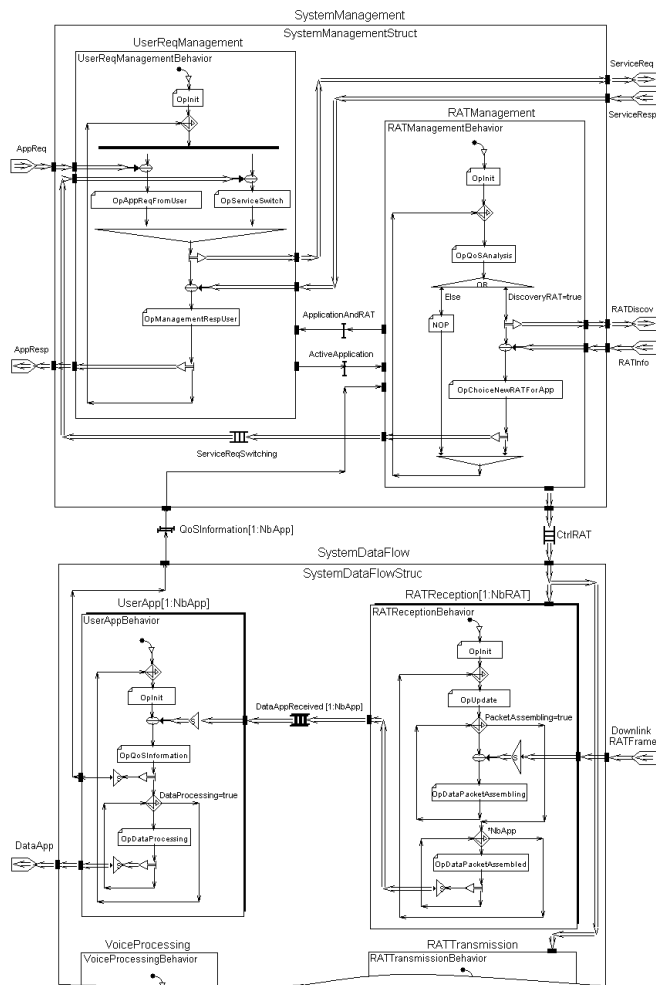 SystemManagement
SystemManagementStruct
UserReqManagement
UserReqManagementBehavior
ServiceReq
OpInit
ServiceResp
RATManagement
RATManagementBehavior
AppReq
OpInit
OpAppReqFromUser
OpServiceSwitch
OpQoSAnalysis
OR
Else
DiscoveryRAT=true
ApplicationAndRAT
OpManagementRespUser
NOP
RATDiscov
AppResp
ActiveApplication
RATInfo
OpChoiceNewRATForApp
ServiceReqSwitching
QoSInformation[1:NbApp]
CtrlRAT
SystemDataFlow
SystemDataFlowStruc
UserApp[1:NbApp]
RATReception[1:NbRAT]
UserAppBehavior
RATReceptionBehavior
OpInit
OpInit
OpUpdate
DataAppReceived [1:NbApp]
PacketAssembling=true
Downlink
RATFrame
OpQoSInformation
DataProcessing=true
OpDataPacketAssembling
OpDataProcessing
*NbApp
DataApp
OpDataPacketAssembled
VoiceProcessing
RATTransmission
VoiceProcessingBehavior
RATTransmissionBehavior